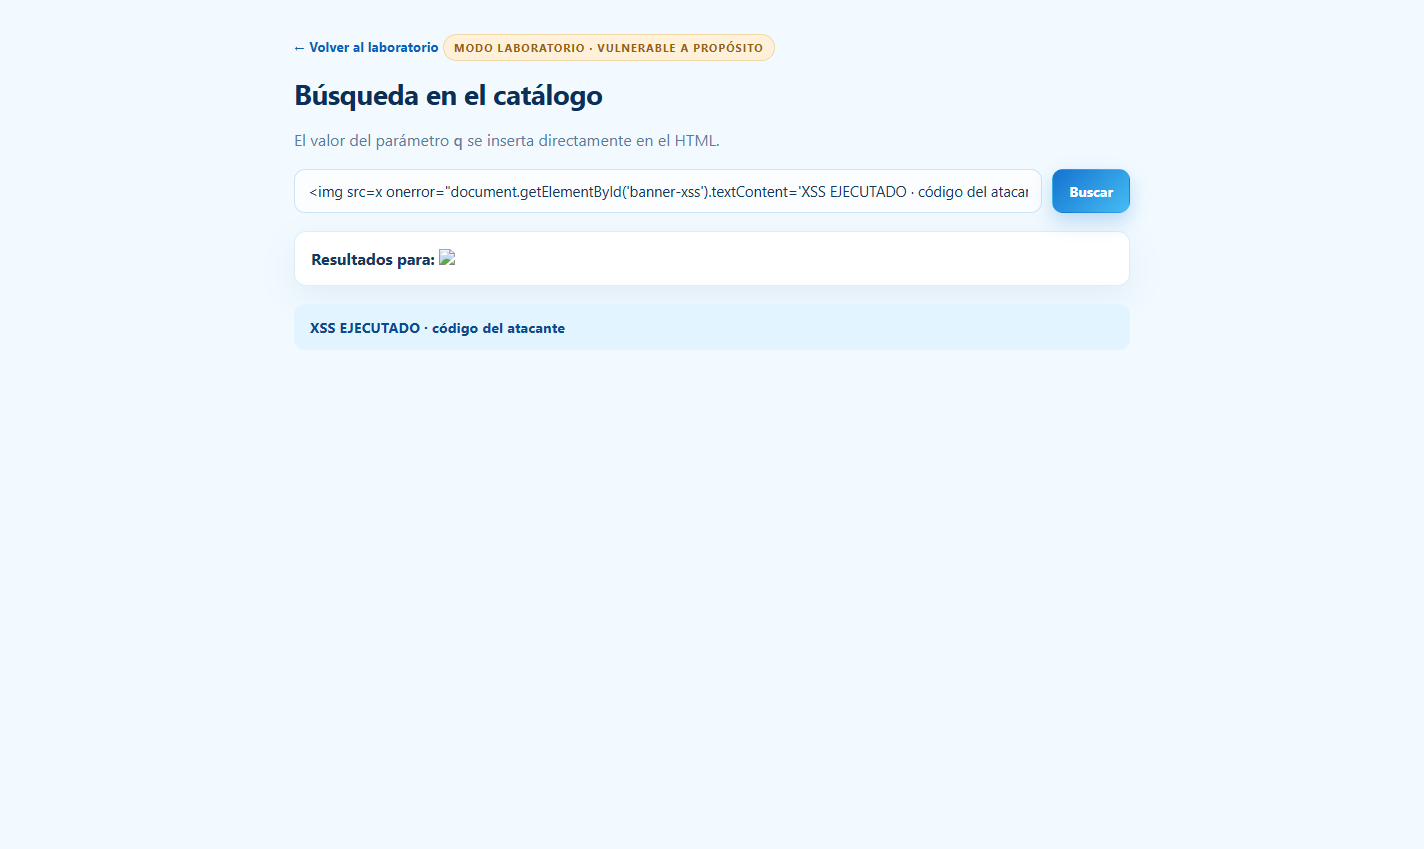 ← Volver al laboratorio MODO LABORATORIO · VULNERABLE A PROPÓSITO
Búsqueda en el catálogo
El valor del parámetro q se inserta directamente en el HTML.
<img src=x onerror="document.getElementById('banner-xss').textContent='XSS EJECUTADO · código del atacar Buscar
Resultados para:
XSS EJECUTADO · código del atacante